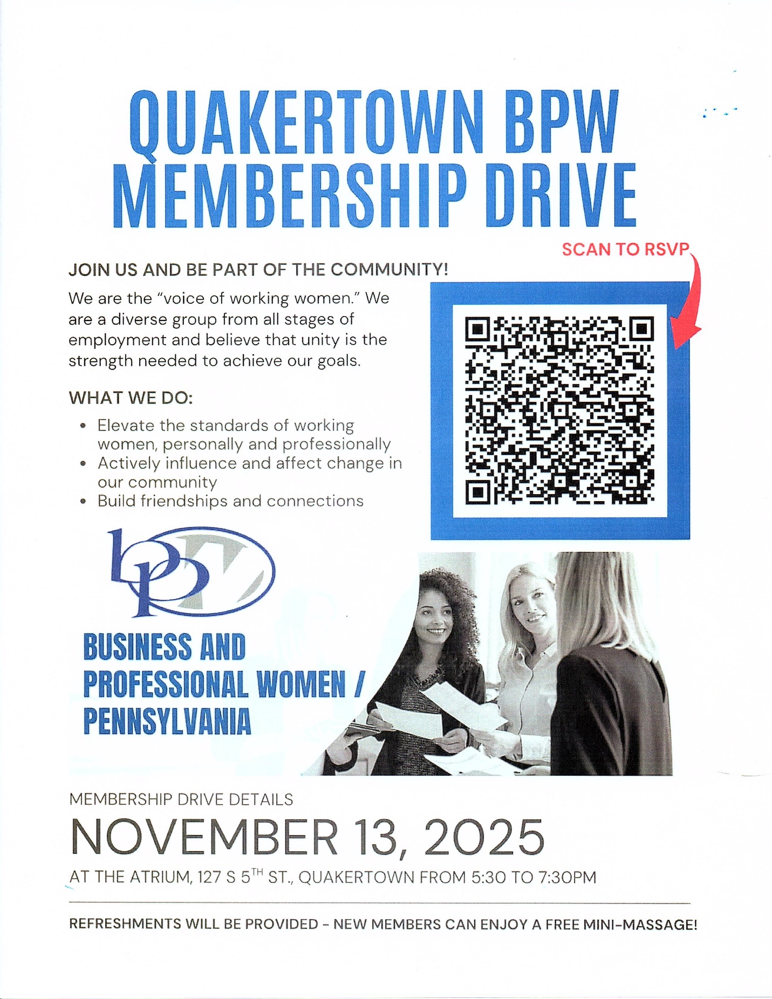 QUAKERTOWN BPW
MEMBERSHIP DRIVE
SCAN TO RSVP
JOIN US AND BE PART OF THE COMMUNITY!
We are the “voice of working women.” We
are a diverse group from all stages of
employment and believe that unity is the
strength needed to achieve our goals.
WHAT WE DO:
• Elevate the standards of working
women, personally and professionally
• Actively influence and affect change in
our community
• Build friendships and connections
bpw
BUSINESS AND
PROFESSIONAL WOMEN /
PENNSYLVANIA
MEMBERSHIP DRIVE DETAILS
NOVEMBER 13, 2025
AT THE ATRIUM, 127 S 5TH ST., QUAKERTOWN FROM 5:30 TO 7:30PM
REFRESHMENTS WILL BE PROVIDED – NEW MEMBERS CAN ENJOY A FREE MINI-MASSAGE!